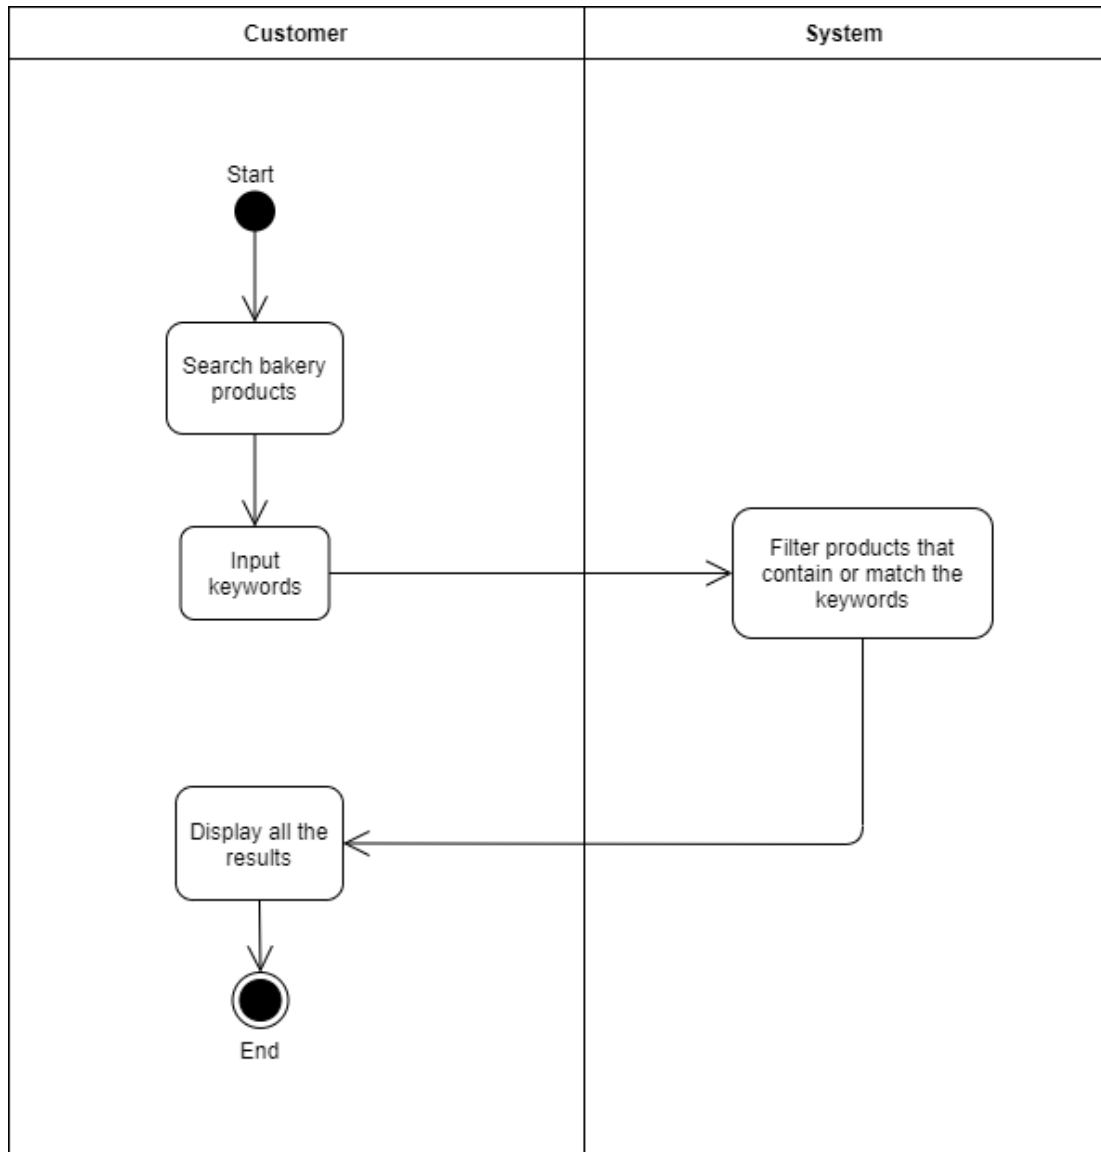 Customer
System
Start
Search bakery
products
Input
keywords
Filter products that
contain or match the
keywords
Display all the
results
End